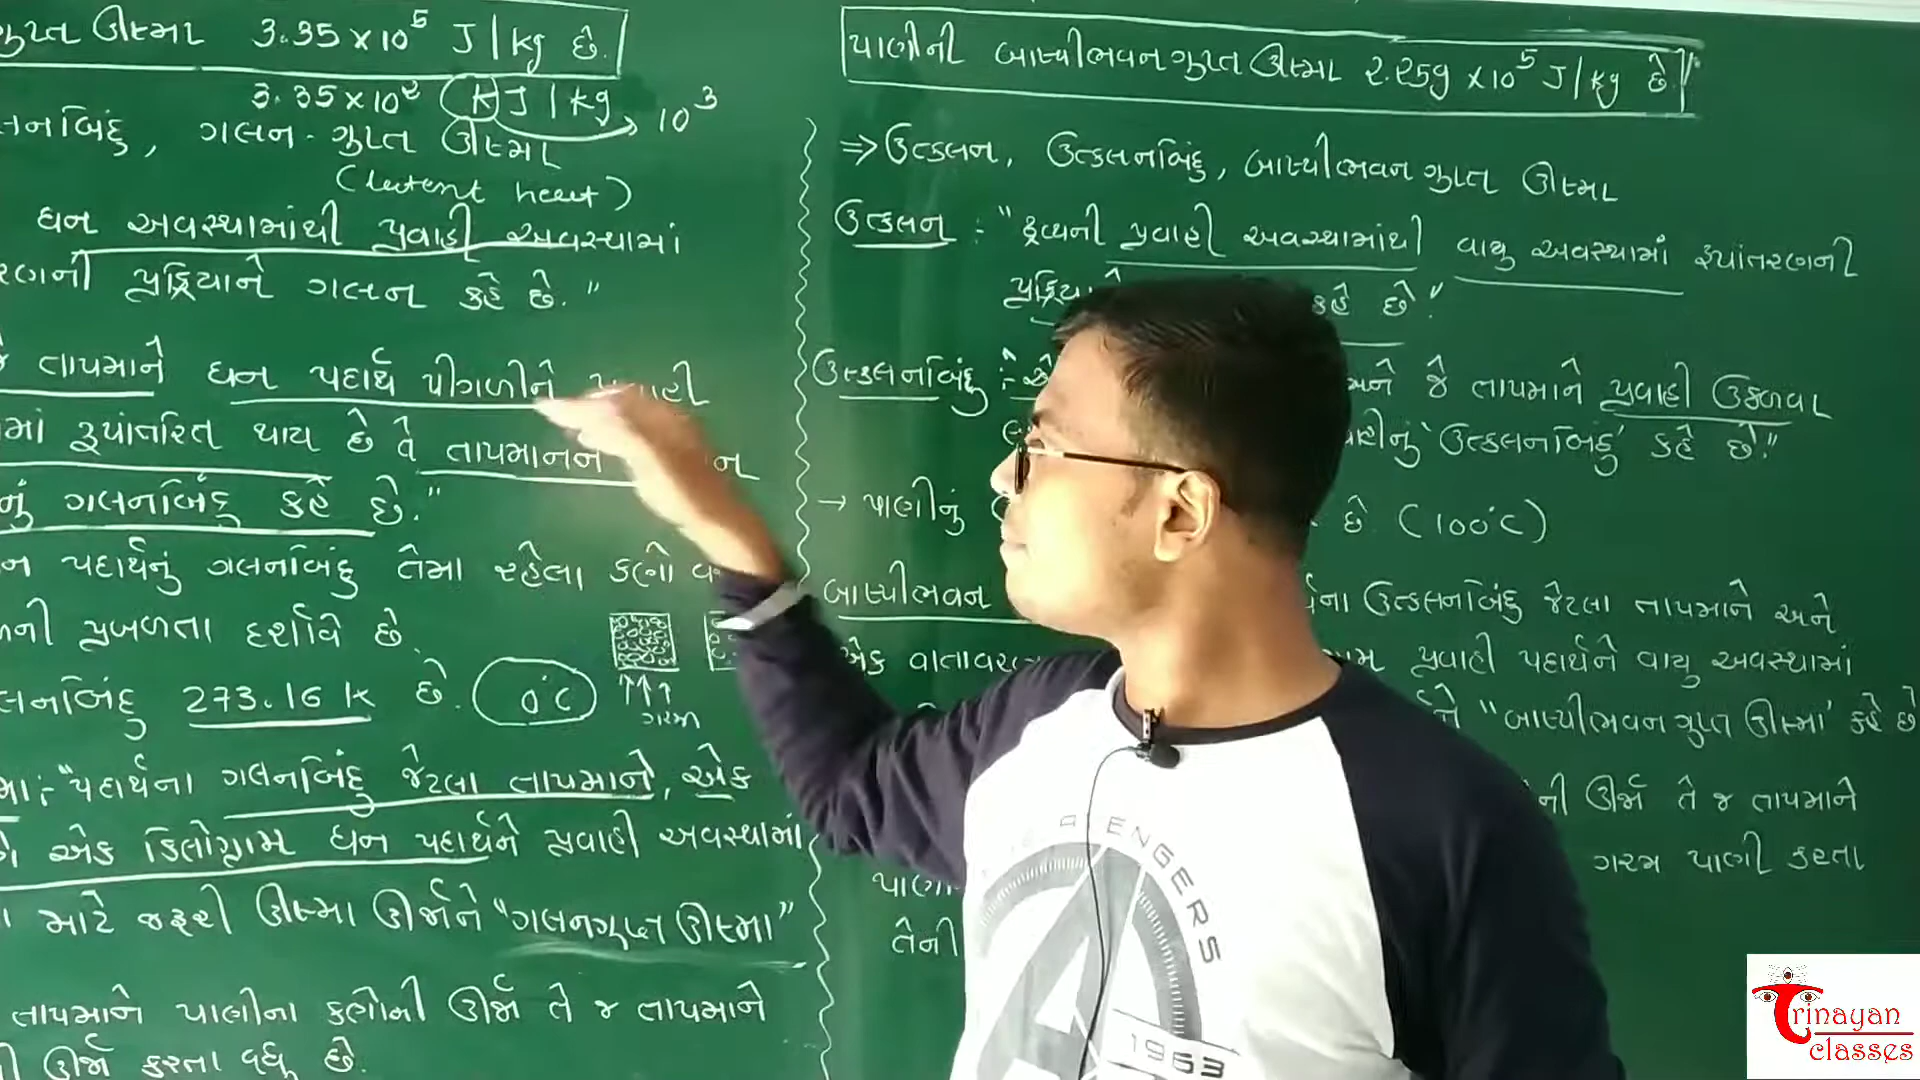 ગુપ્ત ઊષ્મા 3.35 × 10⁵ J/kg છે.
3.35 × 10² kJ/kg 10³
ગલન-ગુપ્ત ઊષ્મા
(latent heat)
ઘન અવસ્થામાંથી પ્રવાહી અવસ્થામાં
પ્રક્રિયાને ગલન કહે છે."
તાપમાને ઘન પદાર્થ પીગળીને
રૂપાંતરિત થાય છે તે તાપમાનને
ગલનબિંદુ કહે છે."
પદાર્થનું ગલનબિંદુ તેમાં રહેલા કણો
પ્રબળતા દર્શાવે છે.
273.16 K છે. 0°C
ગરમ
"પદાર્થના ગલનબિંદુ જેટલા તાપમાને, એક
એક કિલોગ્રામ ઘન પદાર્થને પ્રવાહી અવસ્થામાં
માટે જરૂરી ઊષ્મા ઊર્જાને "ગલનગુપ્ત ઊષ્મા"
તાપમાને પાણીના કણોની ઊર્જા તે જ તાપમાને
ઊર્જા કરતા વધુ છે.
પાણીની બાષ્પીભવન ગુપ્ત ઊષ્મા 2.259 × 10⁵ J/kg છે
⇒ ઉત્કલન, ઉત્કલનબિંદુ, બાષ્પીભવન ગુપ્ત ઊષ્મા
ઉત્કલન :- "દ્રવ્યની પ્રવાહી અવસ્થામાંથી વાયુ અવસ્થામાં રૂપાંતરણની
કહે છે"
ઉત્કલનબિંદુ :- જે તાપમાને પ્રવાહી ઉકળવા
'ઉત્કલનબિંદુ' કહે છે."
→ પાણીનું છે. (100°C)
બાષ્પીભવન ઉત્કલનબિંદુ જેટલા તાપમાને અને
એક પ્રવાહી પદાર્થને વાયુ અવસ્થામાં
"બાષ્પીભવન ગુપ્ત ઊષ્મા' કહે છે
ઊર્જા તે જ તાપમાને
ગરમ પાણી કરતા
તેની
AVENGERS
1963
Trinayan
classes